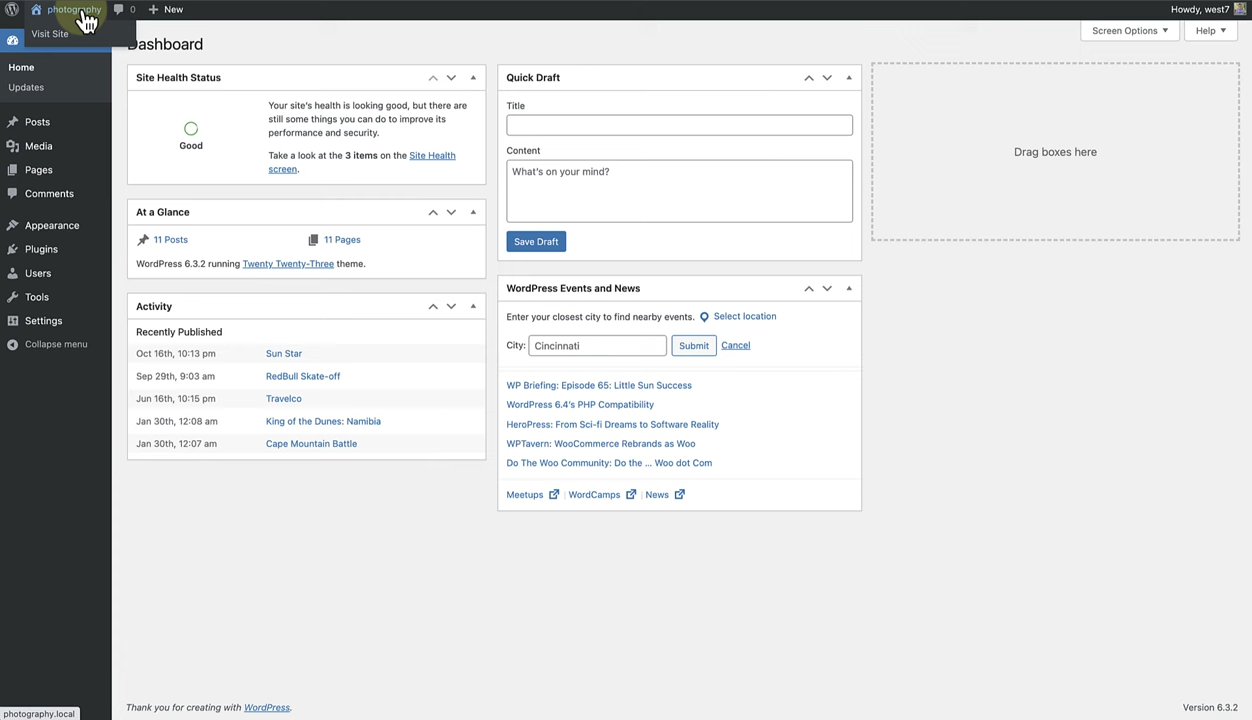 photography
0
New
Howdy, west7
Visit Site
Dashboard
Screen Options
Help
Home
Updates
Posts
Media
Pages
Comments
Appearance
Plugins
Users
Tools
Settings
Collapse menu
Site Health Status
Good
Your site's health is looking good, but there are
still some things you can do to improve its
performance and security.
Take a look at the 3 items on the Site Health
screen.
At a Glance
11 Posts
11 Pages
WordPress 6.3.2 running Twenty Twenty-Three theme.
Activity
Recently Published
Oct 16th, 10:13 pm Sun Star
Sep 29th, 9:03 am RedBull Skate-off
Jun 16th, 10:15 pm Travelco
Jan 30th, 12:08 am King of the Dunes: Namibia
Jan 30th, 12:07 am Cape Mountain Battle
Quick Draft
Title
Content
What's on your mind?
Save Draft
WordPress Events and News
Enter your closest city to find nearby events. Select location
City: Cincinnati Submit Cancel
WP Briefing: Episode 65: Little Sun Success
WordPress 6.4's PHP Compatibility
HeroPress: From Sci-fi Dreams to Software Reality
WPTavern: WooCommerce Rebrands as Woo
Do The Woo Community: Do the ... Woo dot Com
Meetups | WordCamps | News
Drag boxes here
Thank you for creating with WordPress.
Version 6.3.2
photography.local